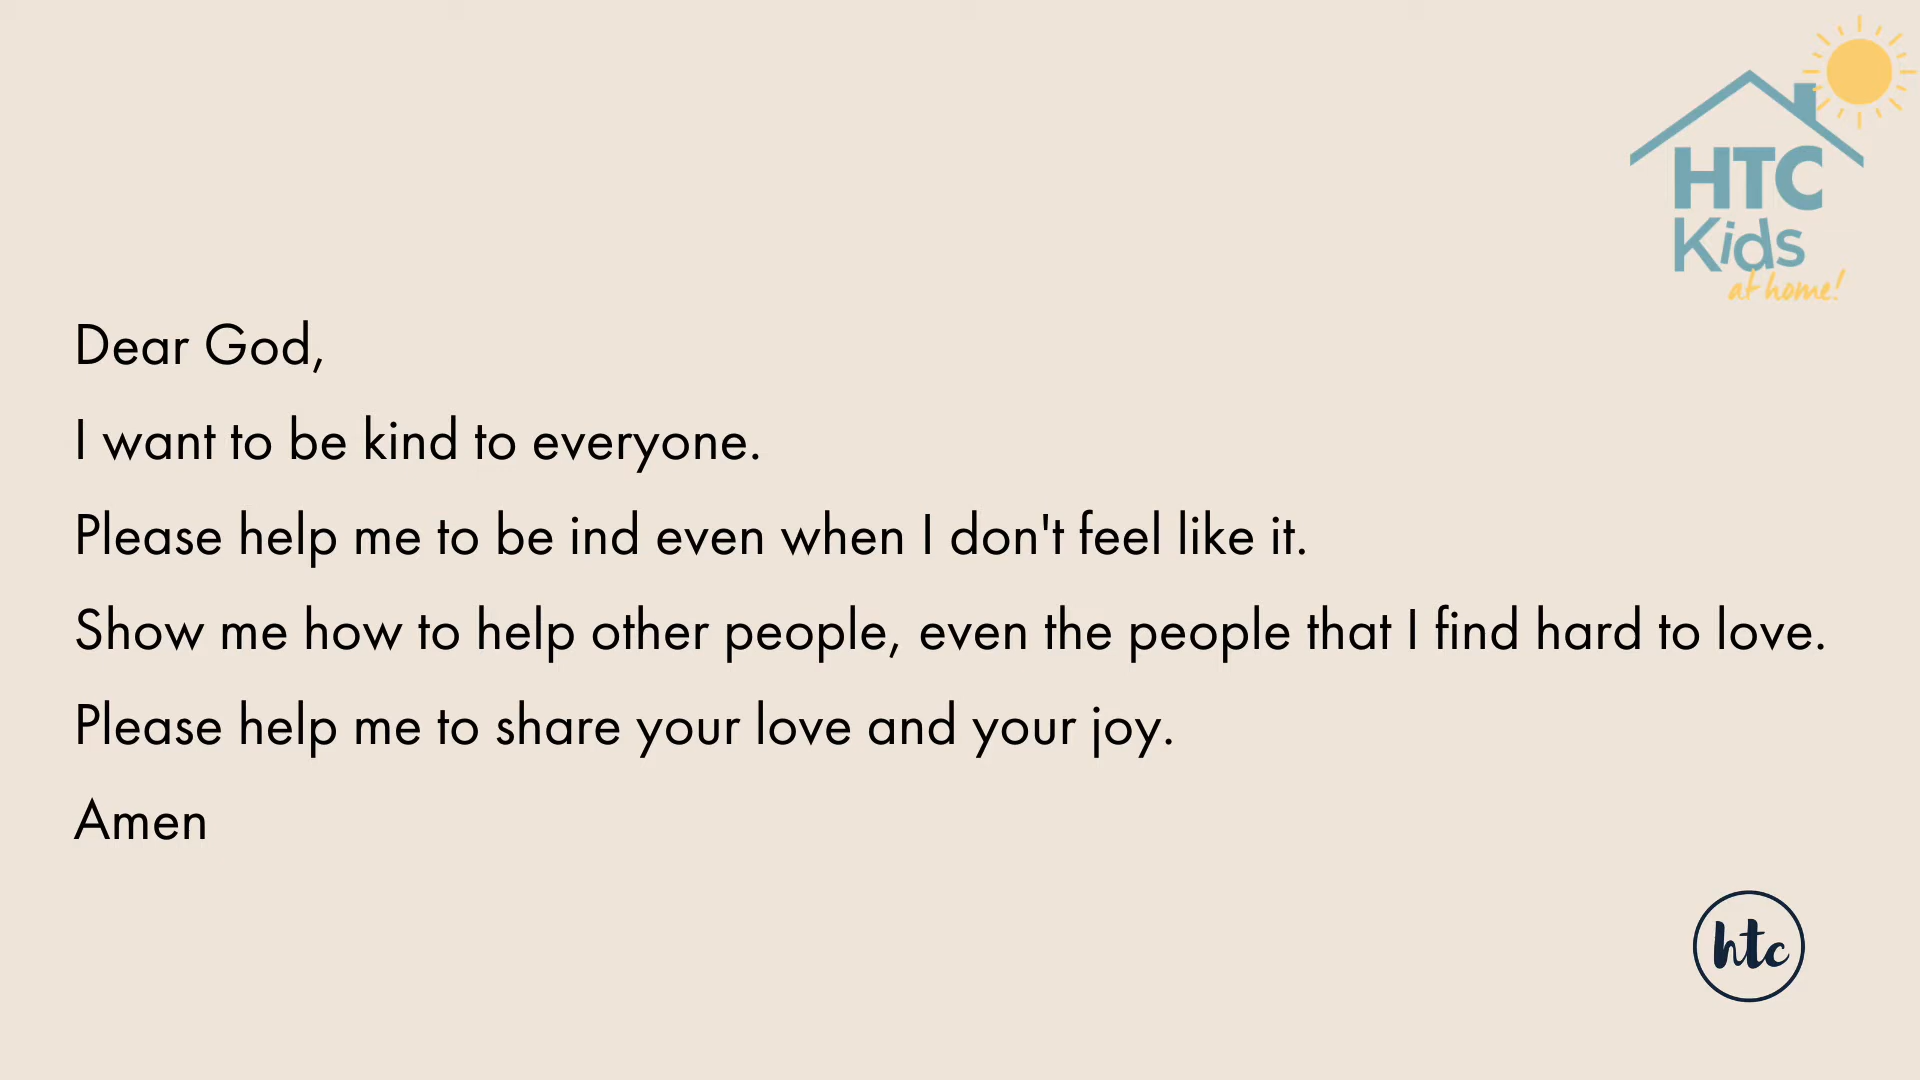 HTC
Kids
at home!
Dear God,
I want to be kind to everyone.
Please help me to be ind even when I don't feel like it.
Show me how to help other people, even the people that I find hard to love.
Please help me to share your love and your joy.
Amen
htc